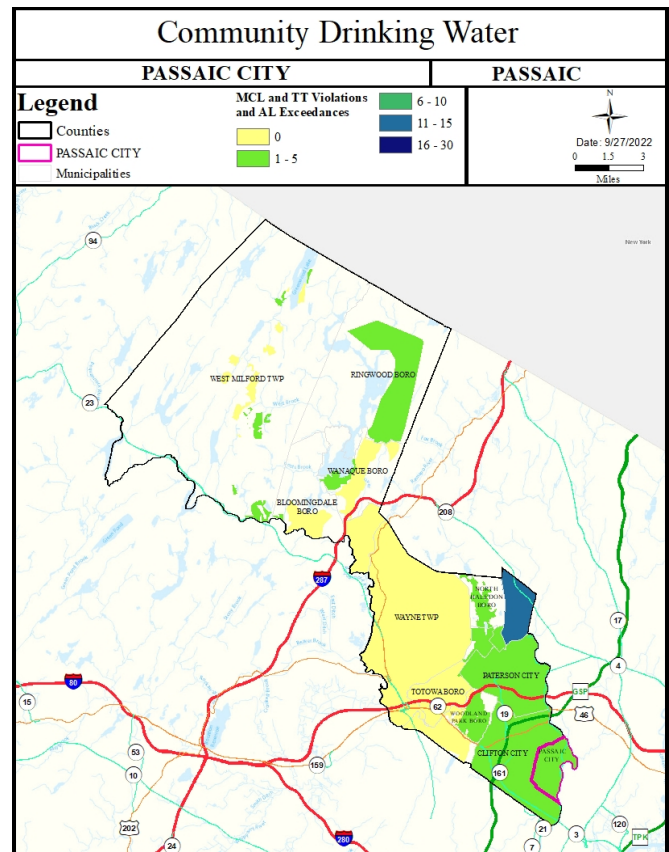 Community Drinking Water
PASSAIC CITY
PASSAIC
Legend
Counties
PASSAIC CITY
Municipalities
MCL and TT Violations
and AL Exceedances
0
1 - 5
6 - 10
11 - 15
16 - 30
N
Date: 9/27/2022
0 1.5 3
Miles
New York
94
WEST MILFORD TWP
RINGWOOD BORO
23
WANAQUE BORO
BLOOMINGDALE
BORO
208
287
NORTH
HALEDON
BORO
WAYNE TWP
17
4
PATERSON CITY
80
TOTOWA BORO
GSP
15
62
WOODLAND
PARK BORO
19
46
53
CLIFTON CITY
PASSAIC
CITY
159
161
10
202
21
120
24
280
7
3
TPK